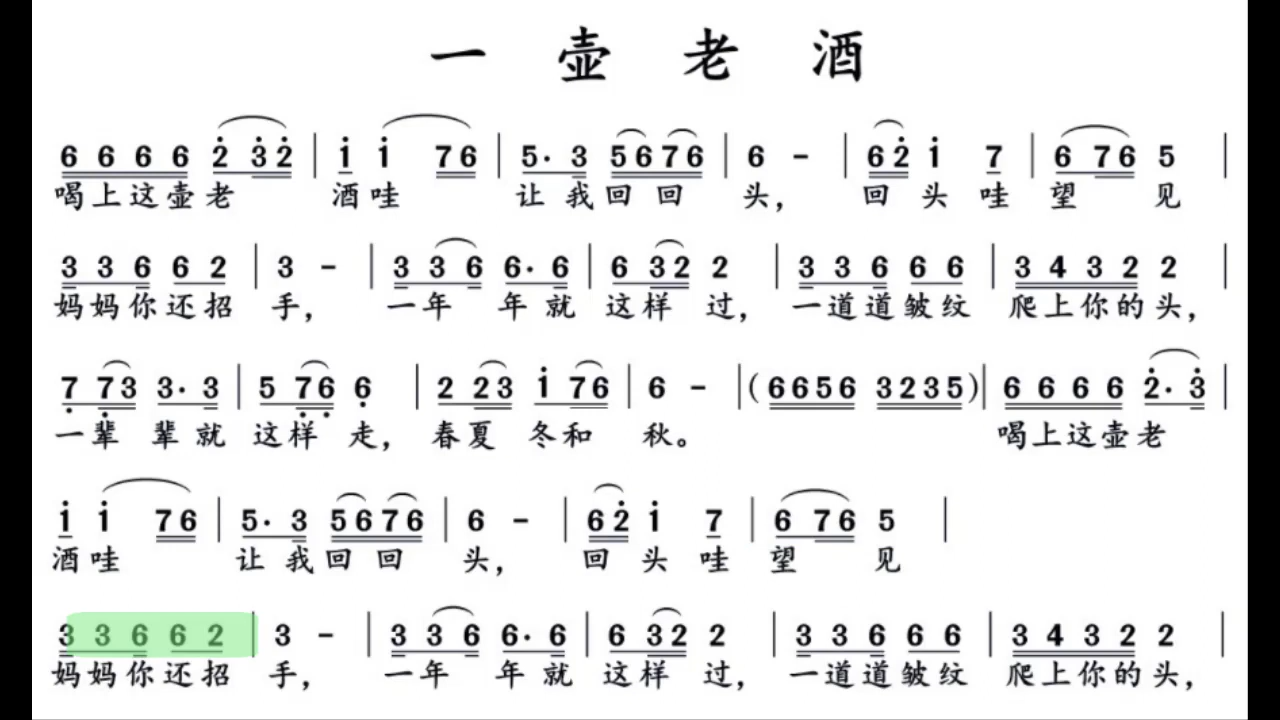 一 壶 老 酒
6 6 6 6 2̇ 3̇ 2̇ | 1̇ 1̇ 7 6 | 5· 3 5 6 7 6 | 6 - | 6 2̇ 1̇ 7 | 6 7 6 5 |
喝上这壶老 酒哇 让我回回 头， 回头哇望见
3 3 6 6 2 | 3 - | 3 3 6 6· 6 | 6 3 2 2 | 3 3 6 6 6 | 3 4 3 2 2 |
妈妈你还招 手， 一年年就 这样过， 一道道皱纹 爬上你的头，
7̣ 7̣ 3 3· 3 | 5 7̣ 6̣ 6̣ | 2 2 3 1̇ 7 6 | 6 - | (6 6 5 6 3 2 3 5) | 6 6 6 6 2̇· 3̇ |
一辈辈就 这样走， 春夏冬和 秋。 喝上这壶老
1̇ 1̇ 7 6 | 5· 3 5 6 7 6 | 6 - | 6 2̇ 1̇ 7 | 6 7 6 5 |
酒哇 让我回回 头， 回头哇望见
3 3 6 6 2 | 3 - | 3 3 6 6· 6 | 6 3 2 2 | 3 3 6 6 6 | 3 4 3 2 2 |
妈妈你还招 手， 一年年就 这样过， 一道道皱纹 爬上你的头，